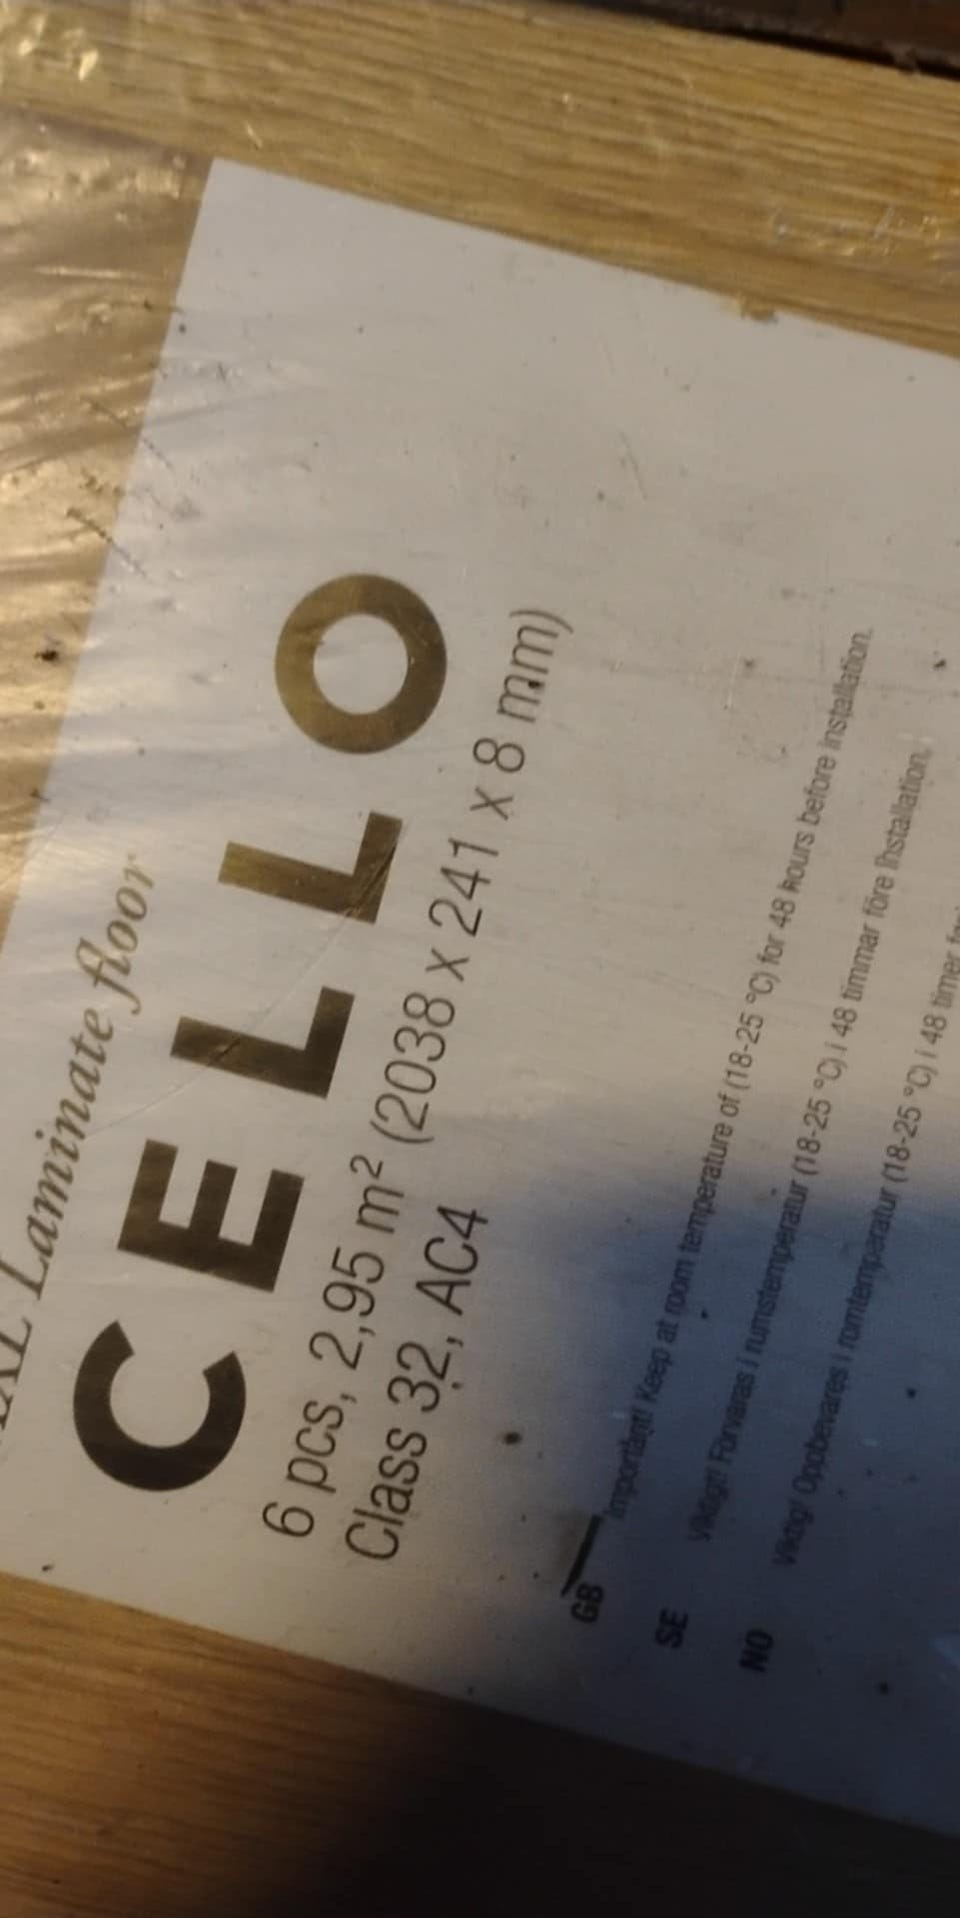 XXL Laminate floor
CELLO
6 pcs, 2,95 m² (2038 x 241 x 8 mm)
Class 32, AC4
GB Important! Keep at room temperature of (18-25 °C) for 48 hours before installation.
SE Viktigt! Förvaras i rumstemperatur (18-25 °C) i 48 timmar före installation.
NO Viktig! Oppbevares i romtemperatur (18-25 °C) i 48 timer